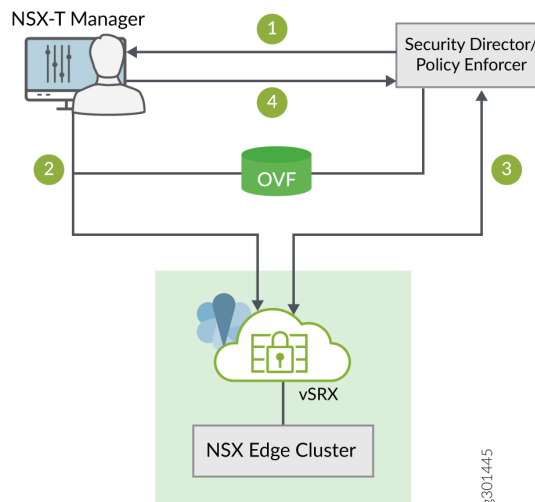 NSX-T Manager
1
Security Director/
Policy Enforcer
4
2
OVF
3
vSRX
NSX Edge Cluster
g301445